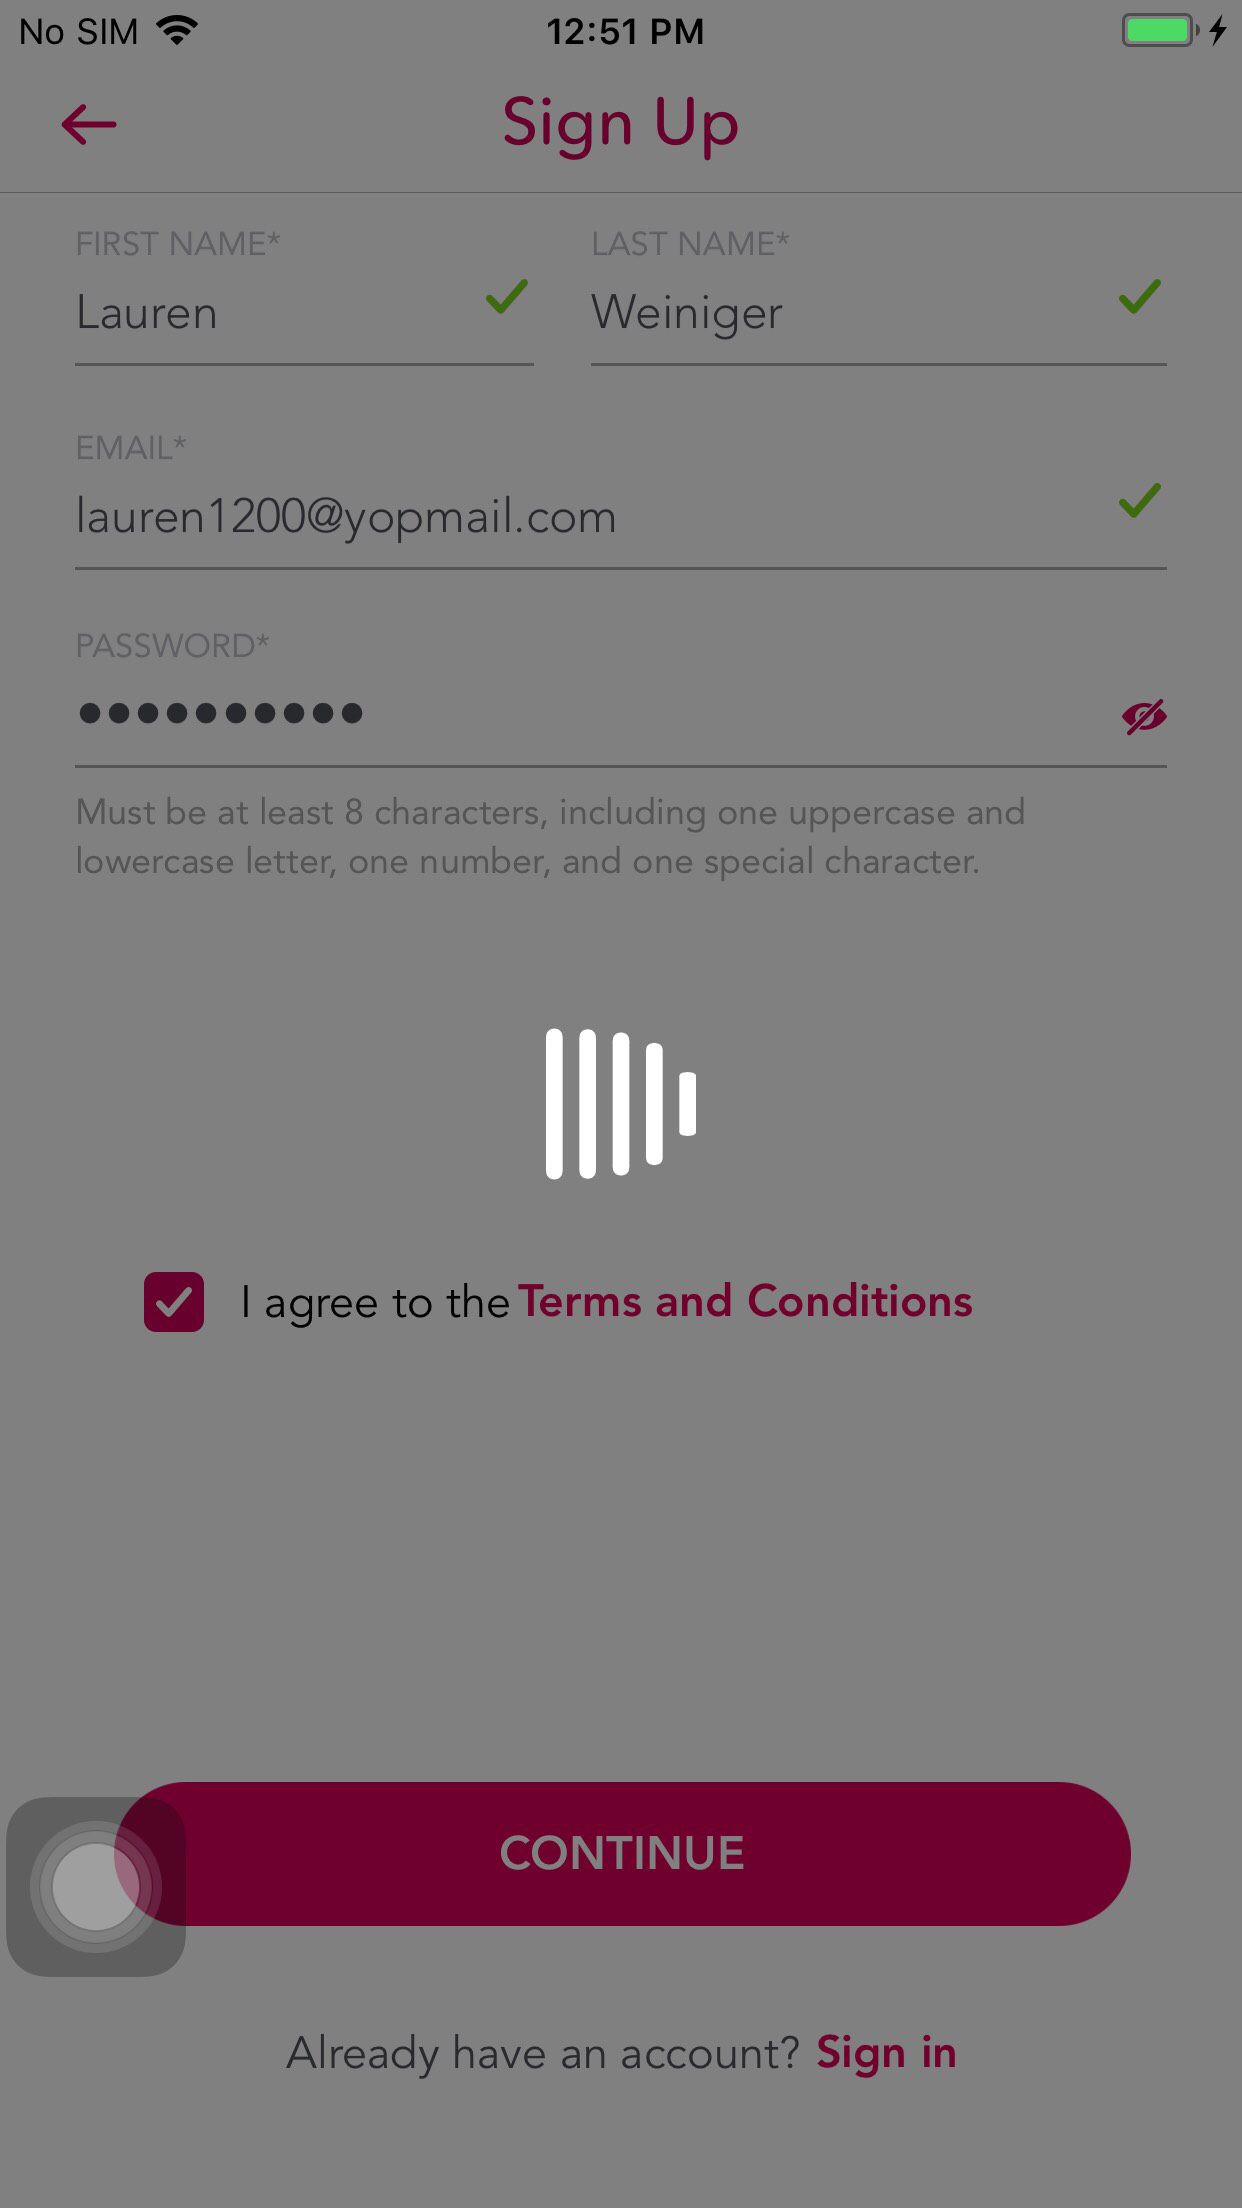 No SIM 12:51 PM
Sign Up
FIRST NAME* LAST NAME*
Lauren Weiniger
EMAIL*
lauren1200@yopmail.com
PASSWORD*
••••••••••
Must be at least 8 characters, including one uppercase and
lowercase letter, one number, and one special character.
I agree to the Terms and Conditions
CONTINUE
Already have an account? Sign in